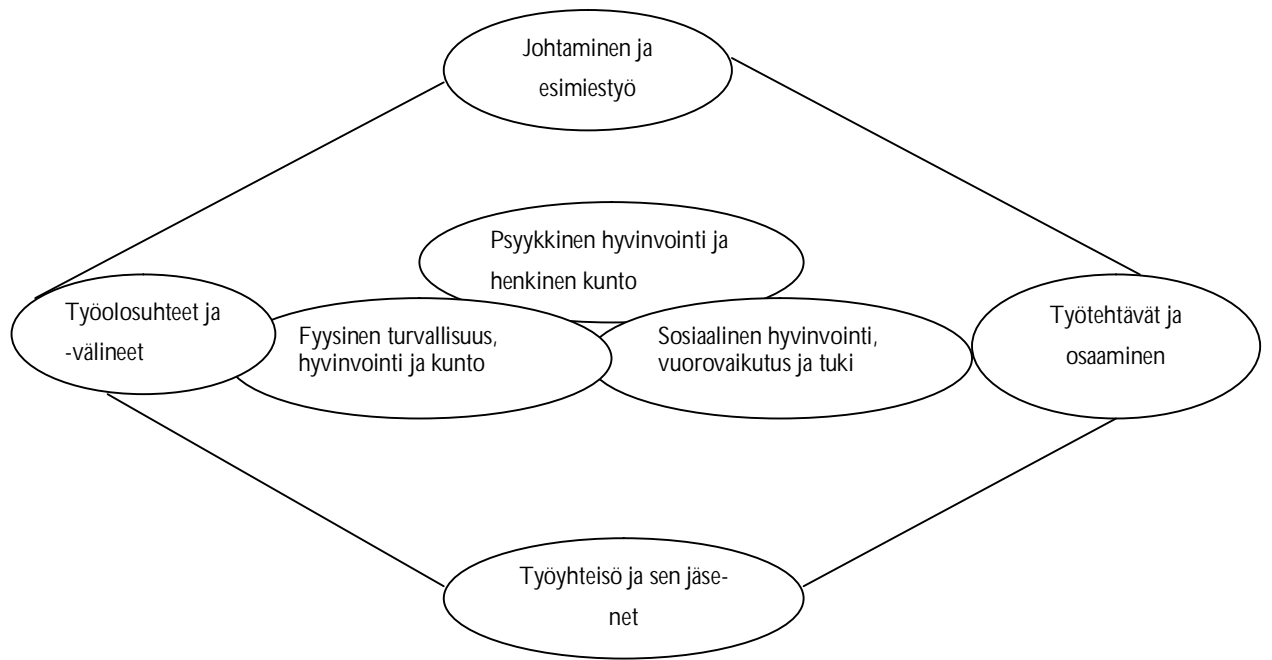 Johtaminen ja
esimiestyö
Psyykkinen hyvinvointi ja
henkinen kunto
Työolosuhteet ja
-välineet
Fyysinen turvallisuus,
hyvinvointi ja kunto
Sosiaalinen hyvinvointi,
vuorovaikutus ja tuki
Työtehtävät ja
osaaminen
Työyhteisö ja sen jäse-
net